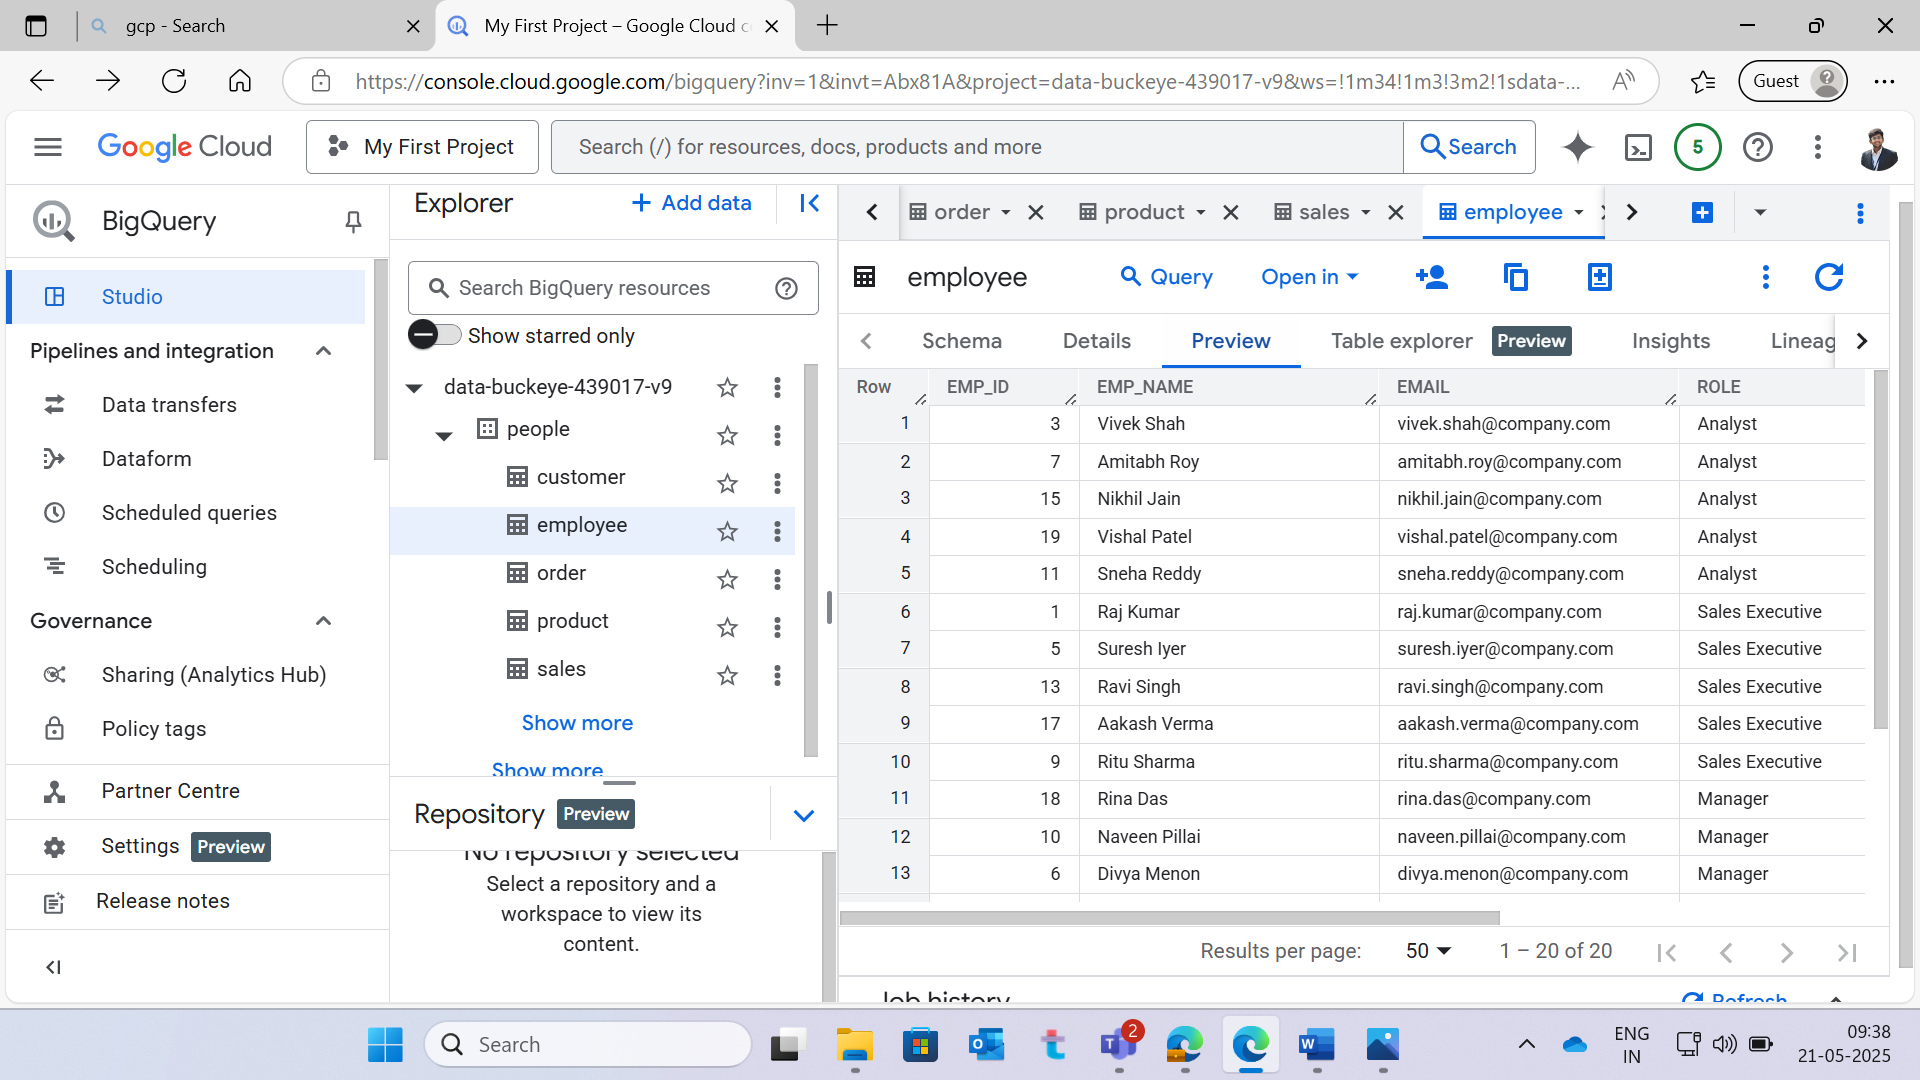 gcp - Search
My First Project – Google Cloud c
https://console.cloud.google.com/bigquery?inv=1&invt=Abx81A&project=data-buckeye-439017-v9&ws=!1m34!1m3!3m2!1sdata-...
Guest
Google Cloud
My First Project
Search (/) for resources, docs, products and more
Search
5
BigQuery
Studio
Pipelines and integration
Data transfers
Dataform
Scheduled queries
Scheduling
Governance
Sharing (Analytics Hub)
Policy tags
Partner Centre
Settings Preview
Release notes
Explorer
+ Add data
Search BigQuery resources
Show starred only
data-buckeye-439017-v9
people
customer
employee
order
product
sales
Show more
Show more
Repository Preview
No repository selected
Select a repository and a
workspace to view its
content.
order product sales employee
employee Query Open in
Schema Details Preview Table explorer Preview Insights Lineag
Row EMP_ID EMP_NAME EMAIL ROLE
1 3 Vivek Shah vivek.shah@company.com Analyst
2 7 Amitabh Roy amitabh.roy@company.com Analyst
3 15 Nikhil Jain nikhil.jain@company.com Analyst
4 19 Vishal Patel vishal.patel@company.com Analyst
5 11 Sneha Reddy sneha.reddy@company.com Analyst
6 1 Raj Kumar raj.kumar@company.com Sales Executive
7 5 Suresh Iyer suresh.iyer@company.com Sales Executive
8 13 Ravi Singh ravi.singh@company.com Sales Executive
9 17 Aakash Verma aakash.verma@company.com Sales Executive
10 9 Ritu Sharma ritu.sharma@company.com Sales Executive
11 18 Rina Das rina.das@company.com Manager
12 10 Naveen Pillai naveen.pillai@company.com Manager
13 6 Divya Menon divya.menon@company.com Manager
Results per page: 50 1 – 20 of 20
Job history Refresh
Search
2
ENG
IN
09:38
21-05-2025